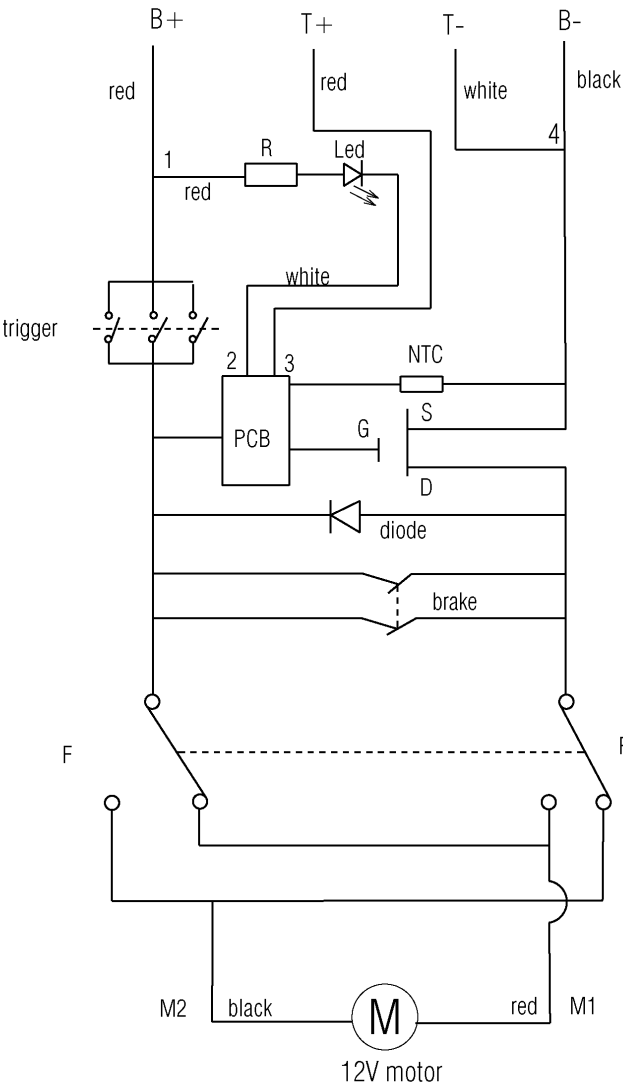 B+ T+ T- B-
red red white black
4
1 R Led
red
white
trigger
2 3 NTC
S
PCB G
D
diode
brake
F
M2 black M red M1
12V motor